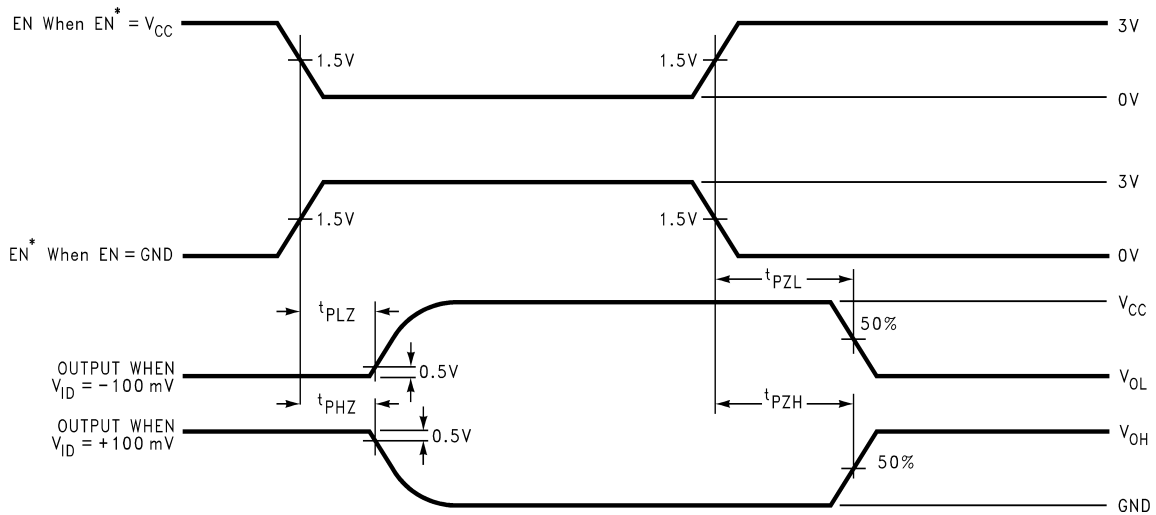 EN When EN* = VCC
3V
1.5V
1.5V
0V
3V
1.5V
1.5V
EN* When EN = GND
0V
tPZL
tPLZ
VCC
50%
OUTPUT WHEN
VID = −100 mV
0.5V
VOL
tPHZ
tPZH
OUTPUT WHEN
VID = +100 mV
0.5V
VOH
50%
GND